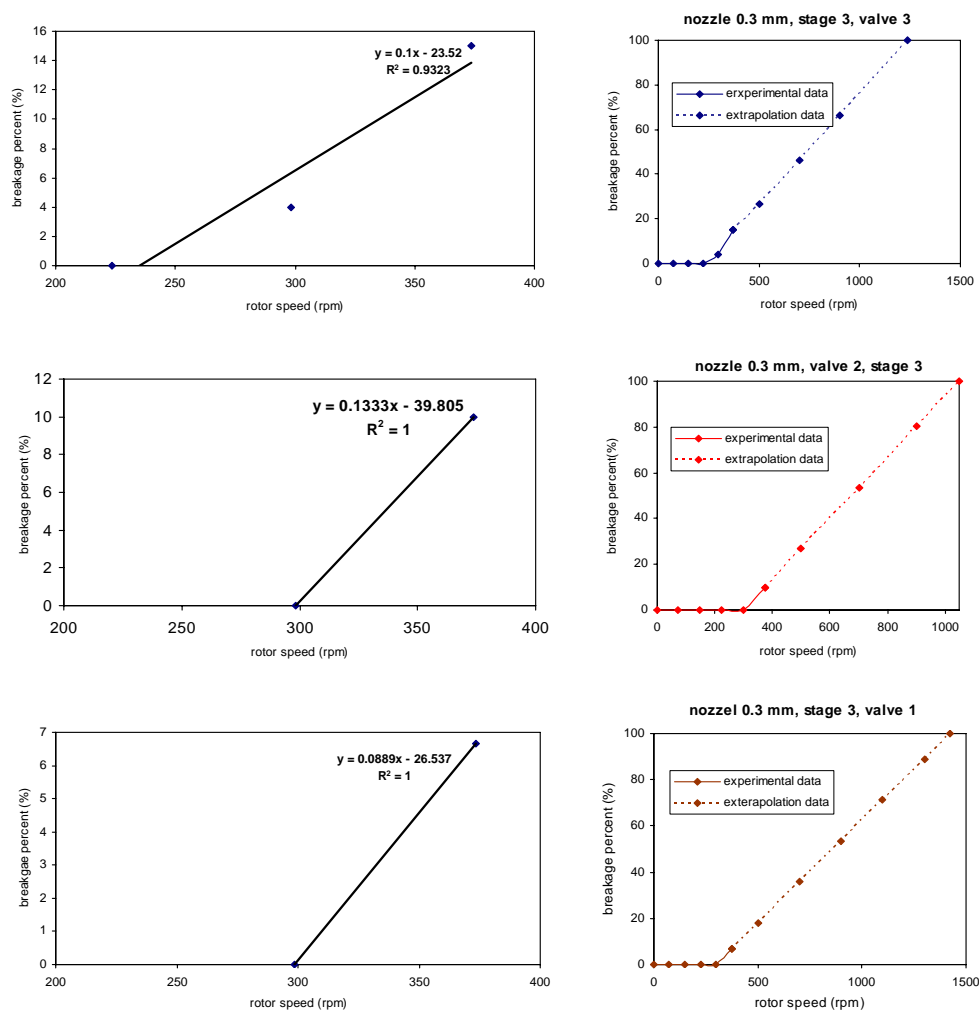 16
14
12
10
8
6
4
2
0
200
250
300
350
400
breakage percent (%)
rotor speed (rpm)
y = 0.1x - 23.52
R² = 0.9323
nozzle 0.3 mm, stage 3, valve 3
100
80
60
40
20
0
0
500
1000
1500
breakage percent (%)
rotor speed (rpm)
erxperimental data
extrapolation data
12
10
8
6
4
2
0
200
250
300
350
400
breakage percent (%)
rotor speed (rpm)
y = 0.1333x - 39.805
R² = 1
nozzle 0.3 mm, valve 2, stage 3
100
80
60
40
20
0
0
200
400
600
800
1000
breakage percent(%)
rotor speed (rpm)
experimental data
extrapolation data
7
6
5
4
3
2
1
0
200
250
300
350
400
breakgae percent (%)
rotor speed (rpm)
y = 0.0889x - 26.537
R² = 1
nozzel 0.3 mm, stage 3, valve 1
100
80
60
40
20
0
0
500
1000
1500
breakage percent (%)
rotor speed (rpm)
experimental data
exterapolation data